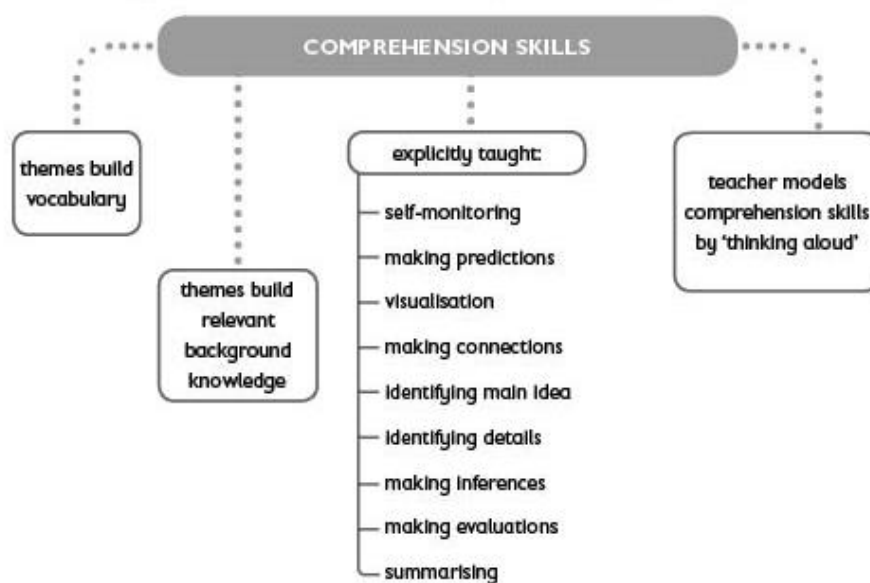 COMPREHENSION SKILLS
themes build
vocabulary
themes build
relevant
background
knowledge
explicitly taught:
self-monitoring
making predictions
visualisation
making connections
identifying main idea
identifying details
making inferences
making evaluations
summarising
teacher models
comprehension skills
by ‘thinking aloud’